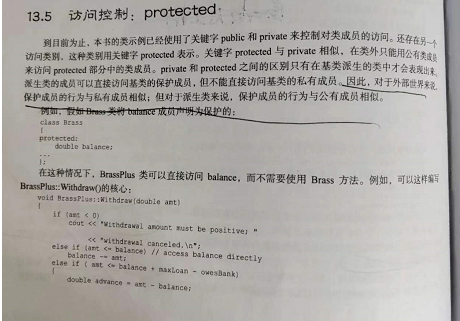 13.5 访问控制：protected
到目前为止，本书的类示例已经使用了关键字 public 和 private 来控制对类成员的访问。还存在另一个
访问类别，这种类别用关键字 protected 表示。关键字 protected 与 private 相似，在类外只能用公有类成员
来访问 protected 部分中的类成员。private 和 protected 之间的区别只有在基类派生的类中才会表现出来。
派生类的成员可以直接访问基类的保护成员，但不能直接访问基类的私有成员。因此，对于外部世界来说，
保护成员的行为与私有成员相似；但对于派生类来说，保护成员的行为与公有成员相似。
例如，假如 Brass 类将 balance 成员声明为保护的：
class Brass
{
protected:
double balance;
...
};
在这种情况下，BrassPlus 类可以直接访问 balance，而不需要使用 Brass 方法。例如，可以这样编写
BrassPlus::Withdraw()的核心：
void BrassPlus::Withdraw(double amt)
{
if (amt < 0)
cout << "Withdrawal amount must be positive; "
<< "withdrawal canceled.\n";
else if (amt <= balance) // access balance directly
balance -= amt;
else if ( amt <= balance + maxLoan - owesBank)
{
double advance = amt - balance;